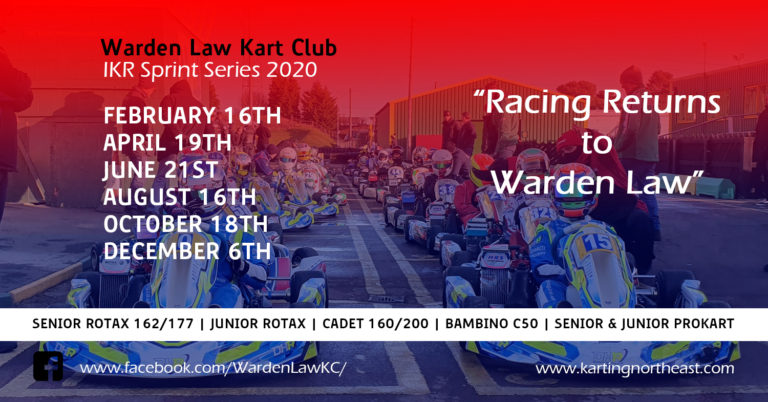 Warden Law Kart Club
IKR Sprint Series 2020
FEBRUARY 16TH
APRIL 19TH
JUNE 21ST
AUGUST 16TH
OCTOBER 18TH
DECEMBER 6TH
“Racing Returns
to
Warden Law”
15
SENIOR ROTAX 162/177 | JUNIOR ROTAX | CADET 160/200 | BAMBINO C50 | SENIOR & JUNIOR PROKART
www.facebook.com/WardenLawKC/
www.kartingnortheast.com